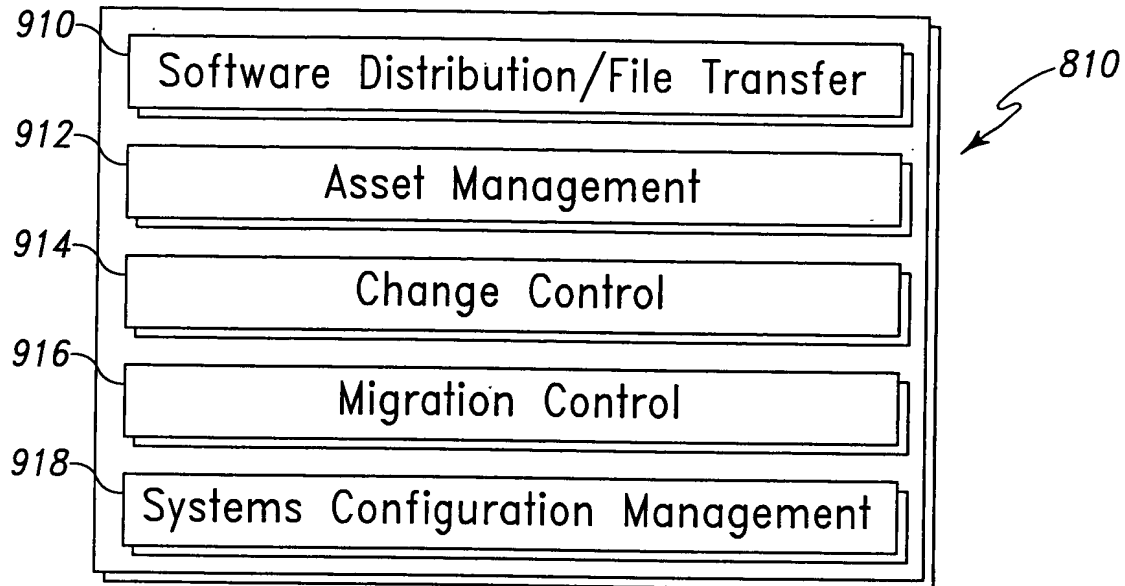 910
Software Distribution/File Transfer
810
912
Asset Management
914
Change Control
916
Migration Control
918
Systems Configuration Management